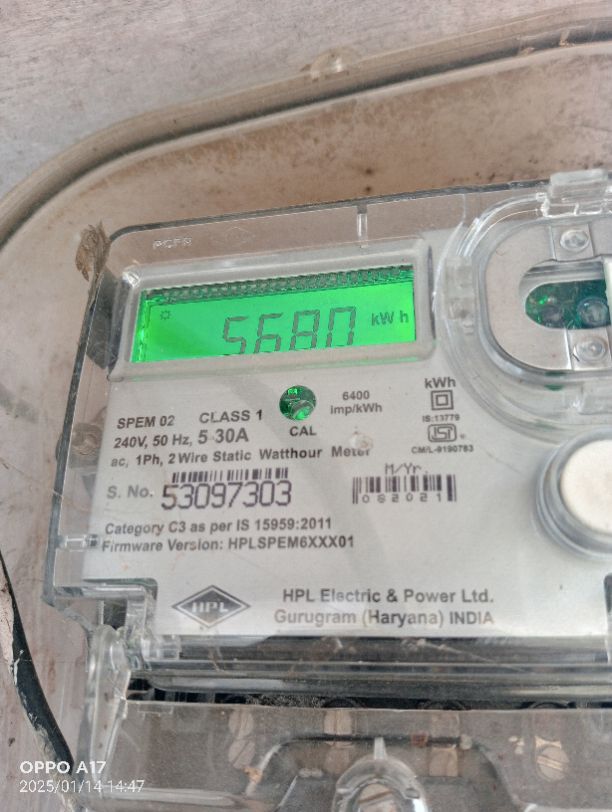 5680 kWh
SPEM 02 CLASS 1
6400
imp/kWh
CAL
kWh
IS:13779
ISI
CM/L-9190783
240V, 50 Hz, 5-30A
ac, 1Ph, 2 Wire Static Watthour Meter
M/Yr.
082021
S. No. 53097303
Category C3 as per IS 15959:2011
Firmware Version: HPLSPEM6XXX01
HPL
HPL Electric & Power Ltd.
Gurugram (Haryana) INDIA
OPPO A17
2025/01/14 14:47